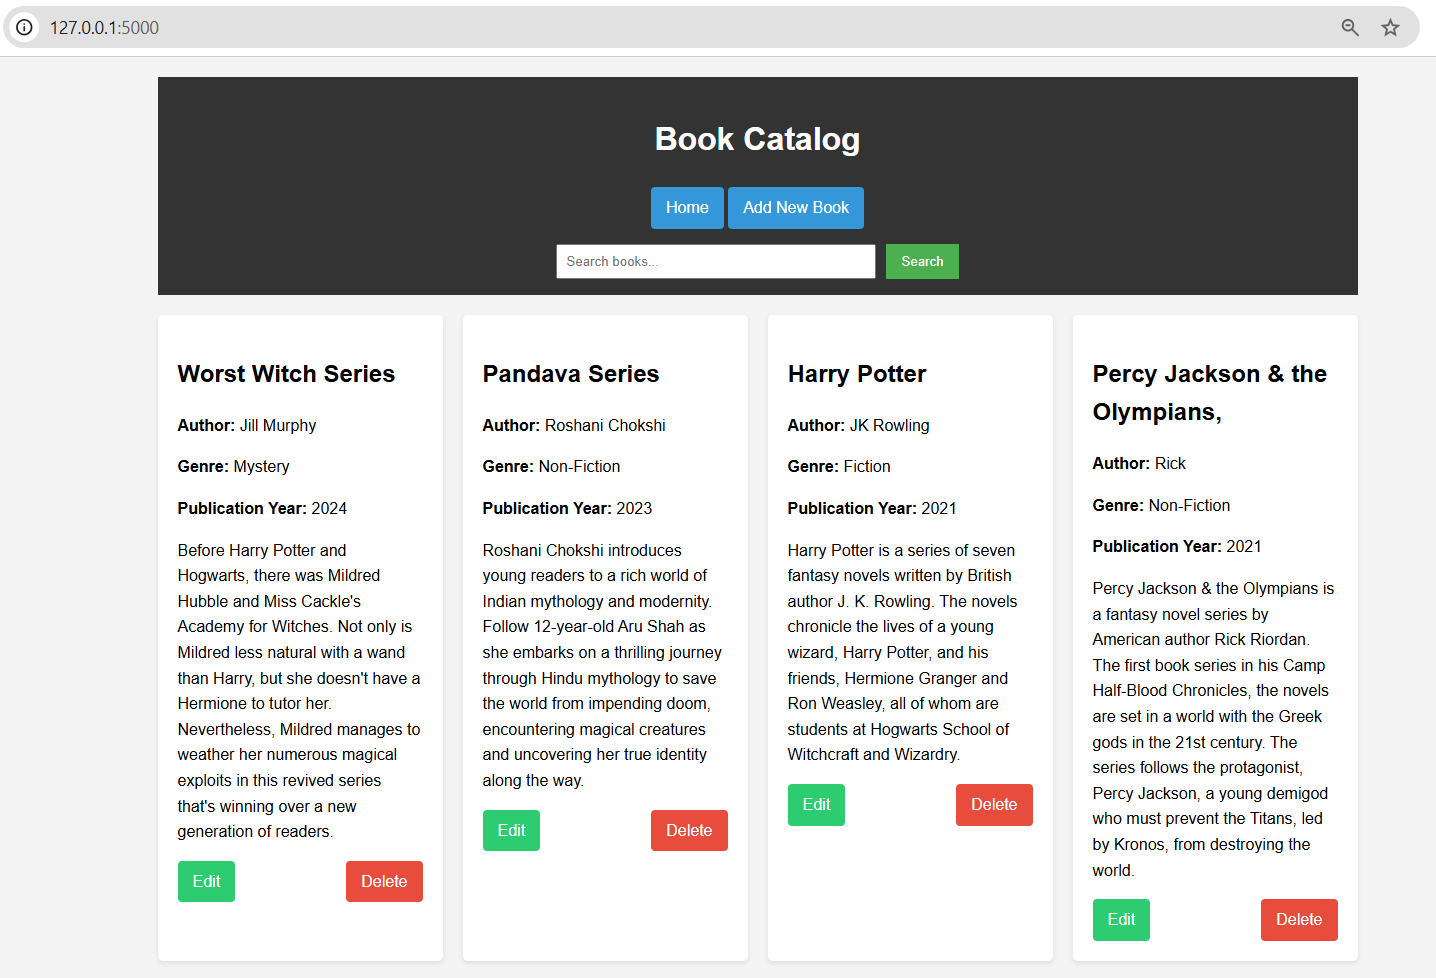 127.0.0.1:5000
Book Catalog
Home
Add New Book
Search books...
Search
Worst Witch Series
Author: Jill Murphy
Genre: Mystery
Publication Year: 2024
Before Harry Potter and
Hogwarts, there was Mildred
Hubble and Miss Cackle's
Academy for Witches. Not only is
Mildred less natural with a wand
than Harry, but she doesn't have a
Hermione to tutor her.
Nevertheless, Mildred manages to
weather her numerous magical
exploits in this revived series
that's winning over a new
generation of readers.
Edit
Delete
Pandava Series
Author: Roshani Chokshi
Genre: Non-Fiction
Publication Year: 2023
Roshani Chokshi introduces
young readers to a rich world of
Indian mythology and modernity.
Follow 12-year-old Aru Shah as
she embarks on a thrilling journey
through Hindu mythology to save
the world from impending doom,
encountering magical creatures
and uncovering her true identity
along the way.
Edit
Delete
Harry Potter
Author: JK Rowling
Genre: Fiction
Publication Year: 2021
Harry Potter is a series of seven
fantasy novels written by British
author J. K. Rowling. The novels
chronicle the lives of a young
wizard, Harry Potter, and his
friends, Hermione Granger and
Ron Weasley, all of whom are
students at Hogwarts School of
Witchcraft and Wizardry.
Edit
Delete
Percy Jackson & the
Olympians,
Author: Rick
Genre: Non-Fiction
Publication Year: 2021
Percy Jackson & the Olympians is
a fantasy novel series by
American author Rick Riordan.
The first book series in his Camp
Half-Blood Chronicles, the novels
are set in a world with the Greek
gods in the 21st century. The
series follows the protagonist,
Percy Jackson, a young demigod
who must prevent the Titans, led
by Kronos, from destroying the
world.
Edit
Delete